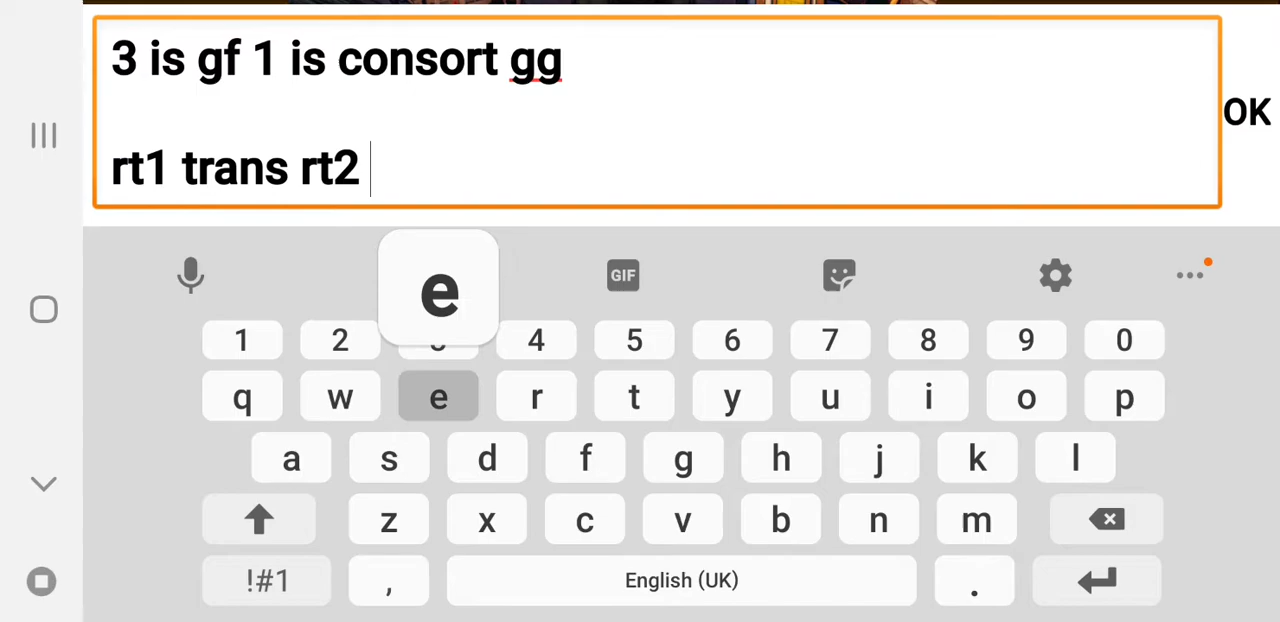 3 is gf 1 is consort gg
OK
rt1 trans rt2
e
GIF
1 2 4 5 6 7 8 9 0
q w e r t y u i o p
a s d f g h j k l
z x c v b n m
!#1 , English (UK) .